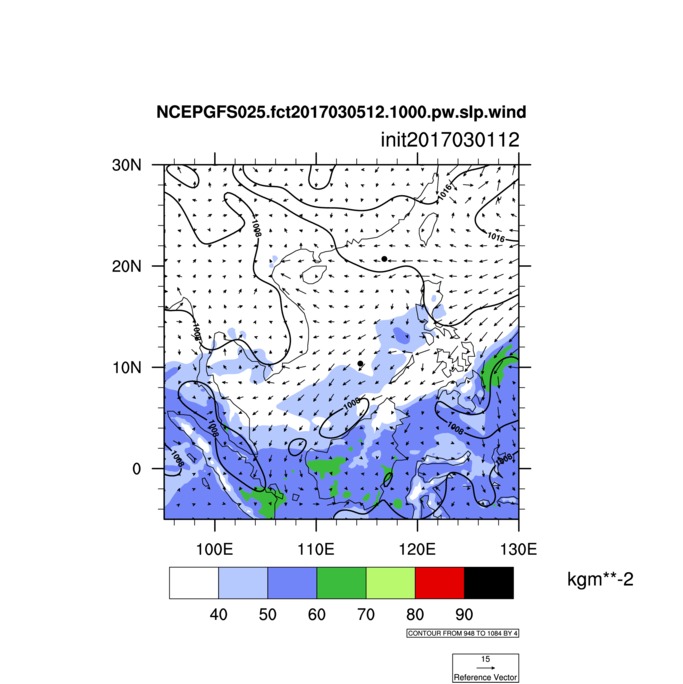 NCEPGFS025.fct2017030512.1000.pw.slp.wind
init2017030112
30N
1016
1008
1016
20N
1008
10N
1008
1008
1008
1008
1008
0
100E
110E
120E
130E
kgm**-2
40 50 60 70 80 90
CONTOUR FROM 948 TO 1084 BY 4
15
Reference Vector